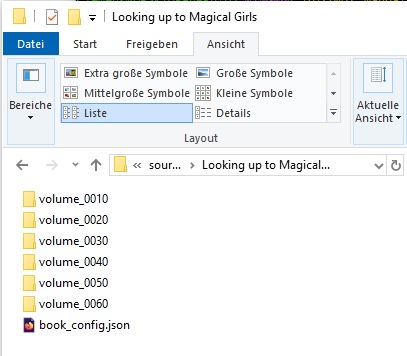 Looking up to Magical Girls
Datei Start Freigeben Ansicht
Bereiche
Extra große Symbole Große Symbole
Mittelgroße Symbole Kleine Symbole
Liste Details
Layout
Aktuelle
Ansicht
« sour... > Looking up to Magical...
volume_0010
volume_0020
volume_0030
volume_0040
volume_0050
volume_0060
book_config.json